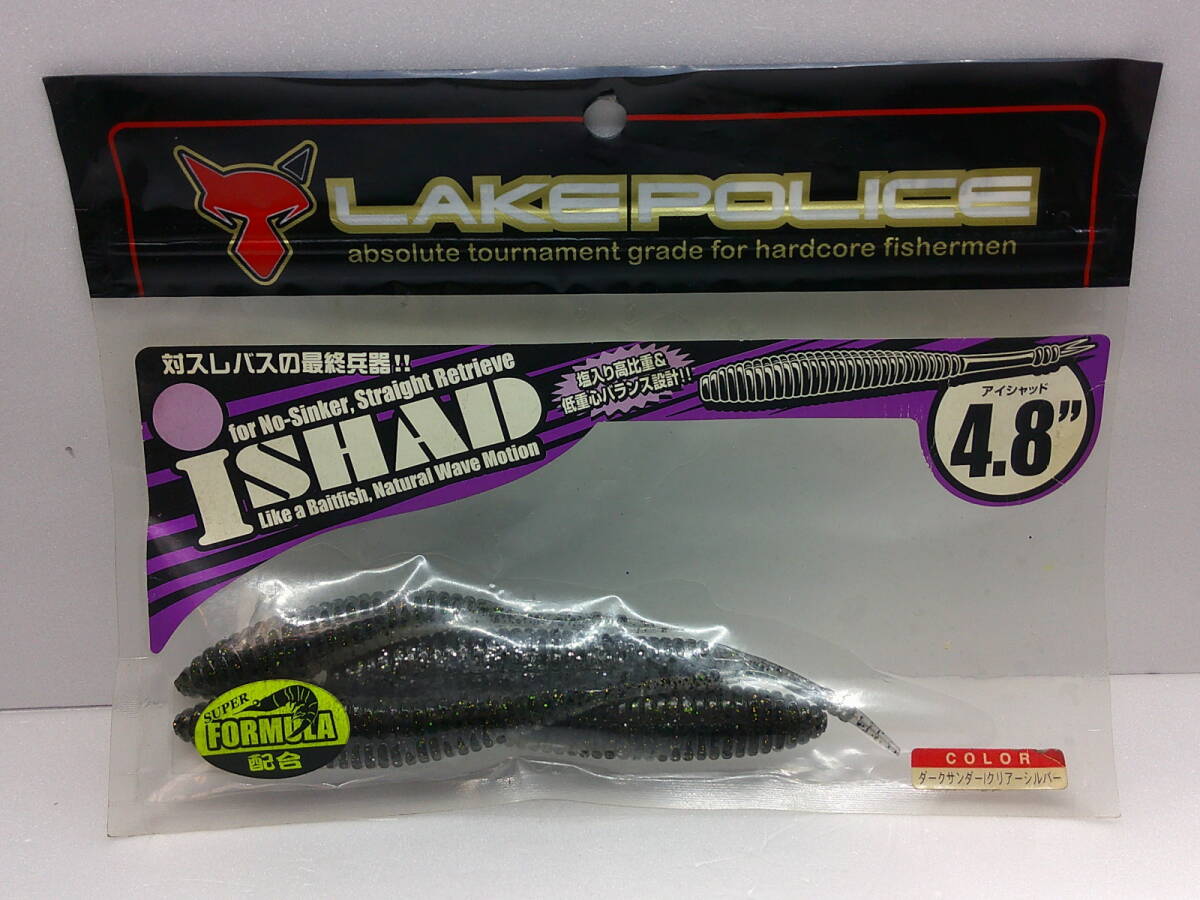 LAKE POLICE
absolute tournament grade for hardcore fishermen
対スレバスの最終兵器!!
for No-Sinker, Straight Retrieve
ISHAD
Like a Baitfish, Natural Wave Motion
塩入り高比重&
低重心バランス設計!!
アイシャッド
4.8”
SUPER
FORMULA
配合
COLOR
ダークサンダー/クリアーシルバー